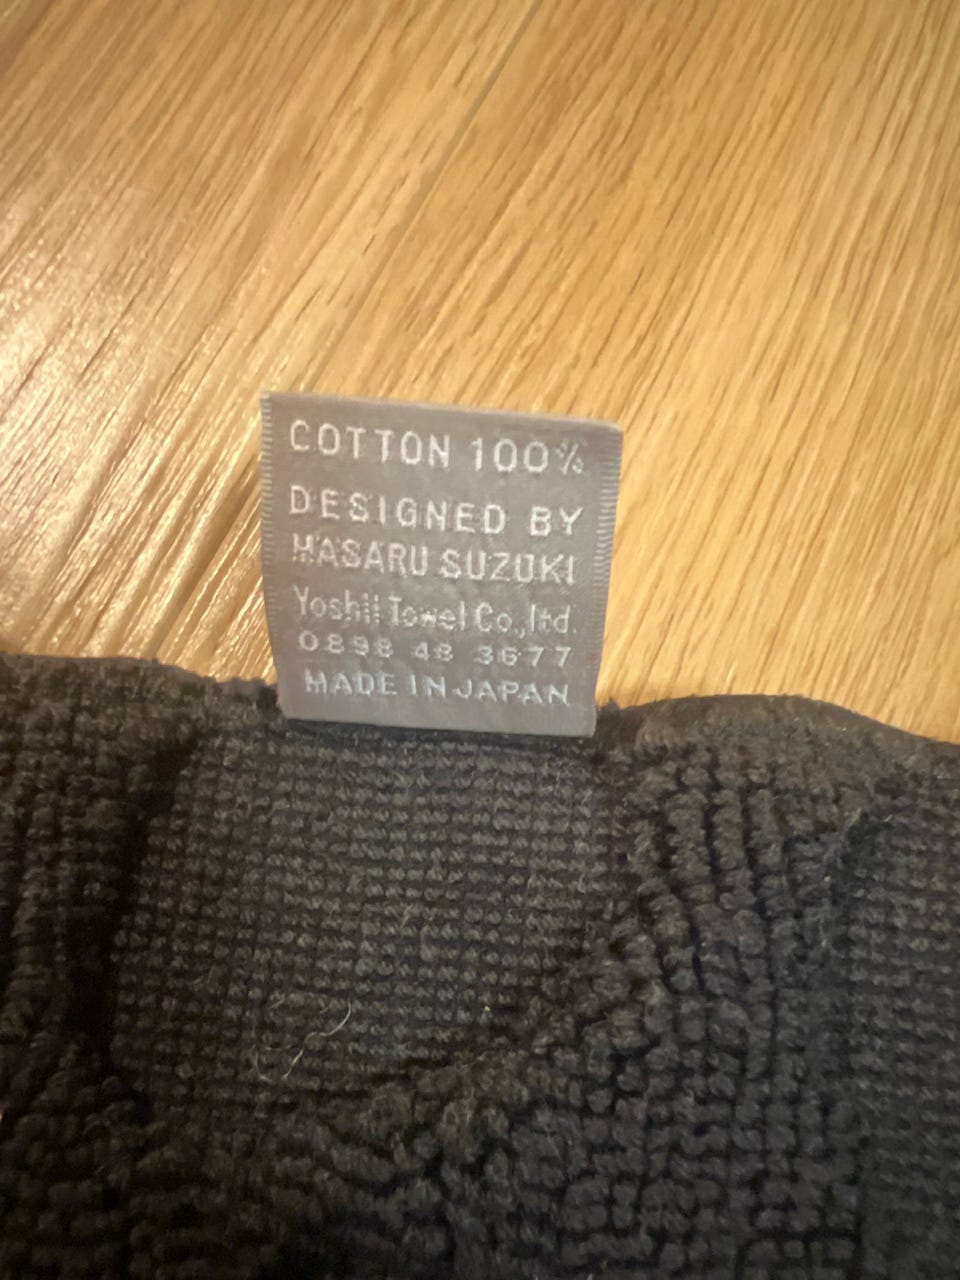 COTTON 100%
DESIGNED BY
MASARU SUZUKI
Yoshii Towel Co.,ltd.
0898 48 3677
MADE IN JAPAN